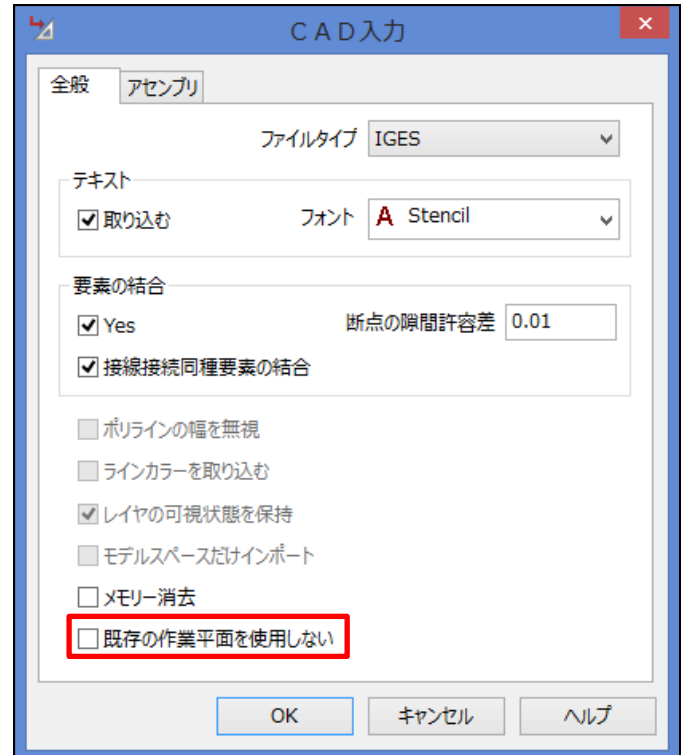 ＣＡＤ入力
全般 アセンブリ
ファイルタイプ IGES
テキスト
取り込む フォント A Stencil
要素の結合
Yes 断点の隙間許容差 0.01
接線接続同種要素の結合
ポリラインの幅を無視
ラインカラーを取り込む
レイヤの可視状態を保持
モデルスペースだけインポート
メモリー消去
既存の作業平面を使用しない
OK キャンセル ヘルプ